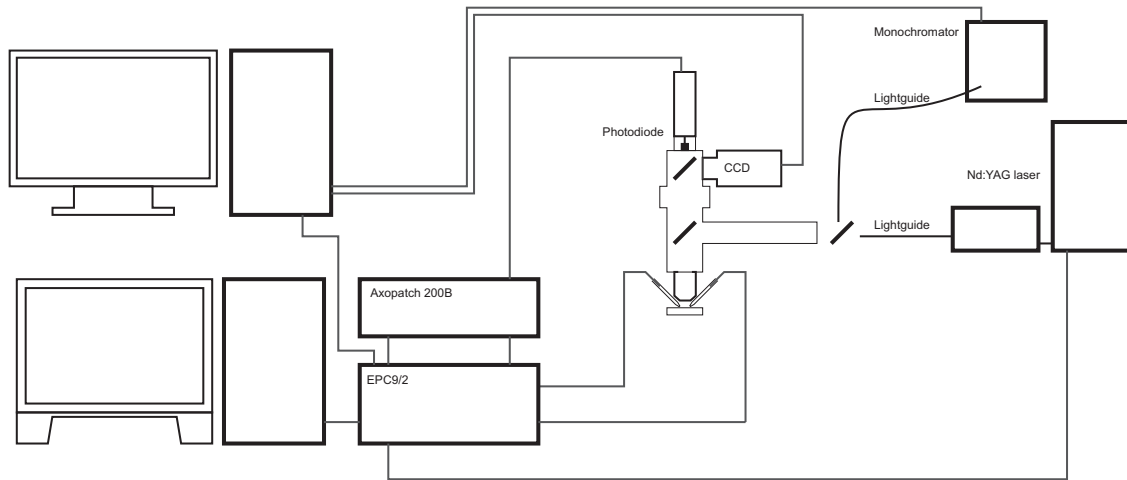 Monochromator
Lightguide
Photodiode
CCD
Nd:YAG laser
Lightguide
Axopatch 200B
EPC9/2